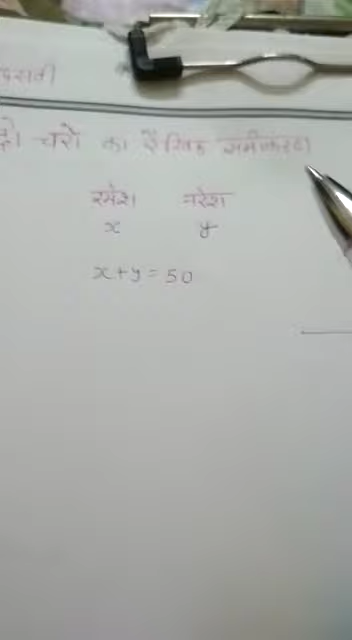 दो चरो का रैखिक समीकरण
रमेश नरेश
x y
x+y=50